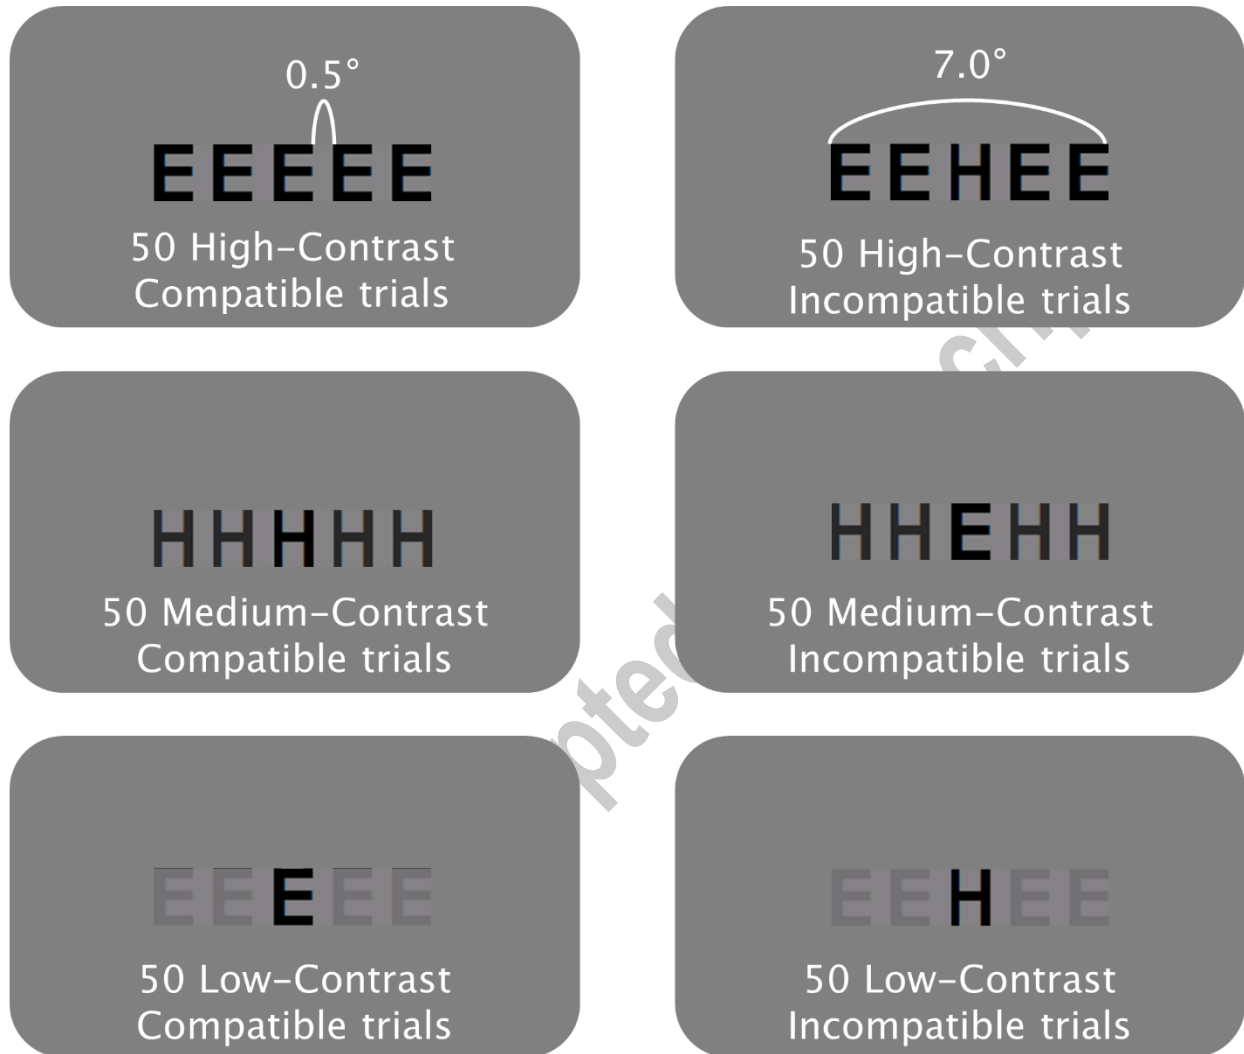 0.5°
EEEEE
50 High-Contrast
Compatible trials
7.0°
EEHEE
50 High-Contrast
Incompatible trials
HHHHH
50 Medium-Contrast
Compatible trials
HHEHH
50 Medium-Contrast
Incompatible trials
EEEEE
50 Low-Contrast
Compatible trials
EEHEE
50 Low-Contrast
Incompatible trials